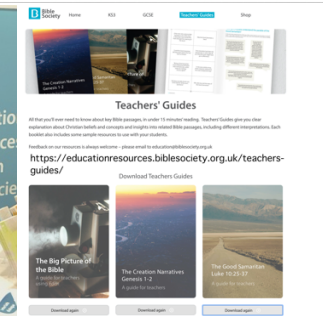 Bible
Society
Home
KS3
GCSE
Teachers' Guides
Shop
The Creation Narratives
Genesis 1-2
Teachers' Guides
All that you'll ever need to know about key Bible passages, in under 15 minutes' reading. Teachers' Guides give you clear
explanation about Christian beliefs and concepts and insights into related Bible passages, including different interpretations. Each
booklet also includes some sample resources to use with your students.
Feedback on our resources is always welcome – please email to education@biblesociety.org.uk
https://educationresources.biblesociety.org.uk/teachers-
guides/
Download Teachers Guides
The Big Picture of
the Bible
A guide for teachers
The Creation Narratives
Genesis 1-2
A guide for teachers
The Good Samaritan
Luke 10:25-37
A guide for teachers
Download again
Download again
Download again